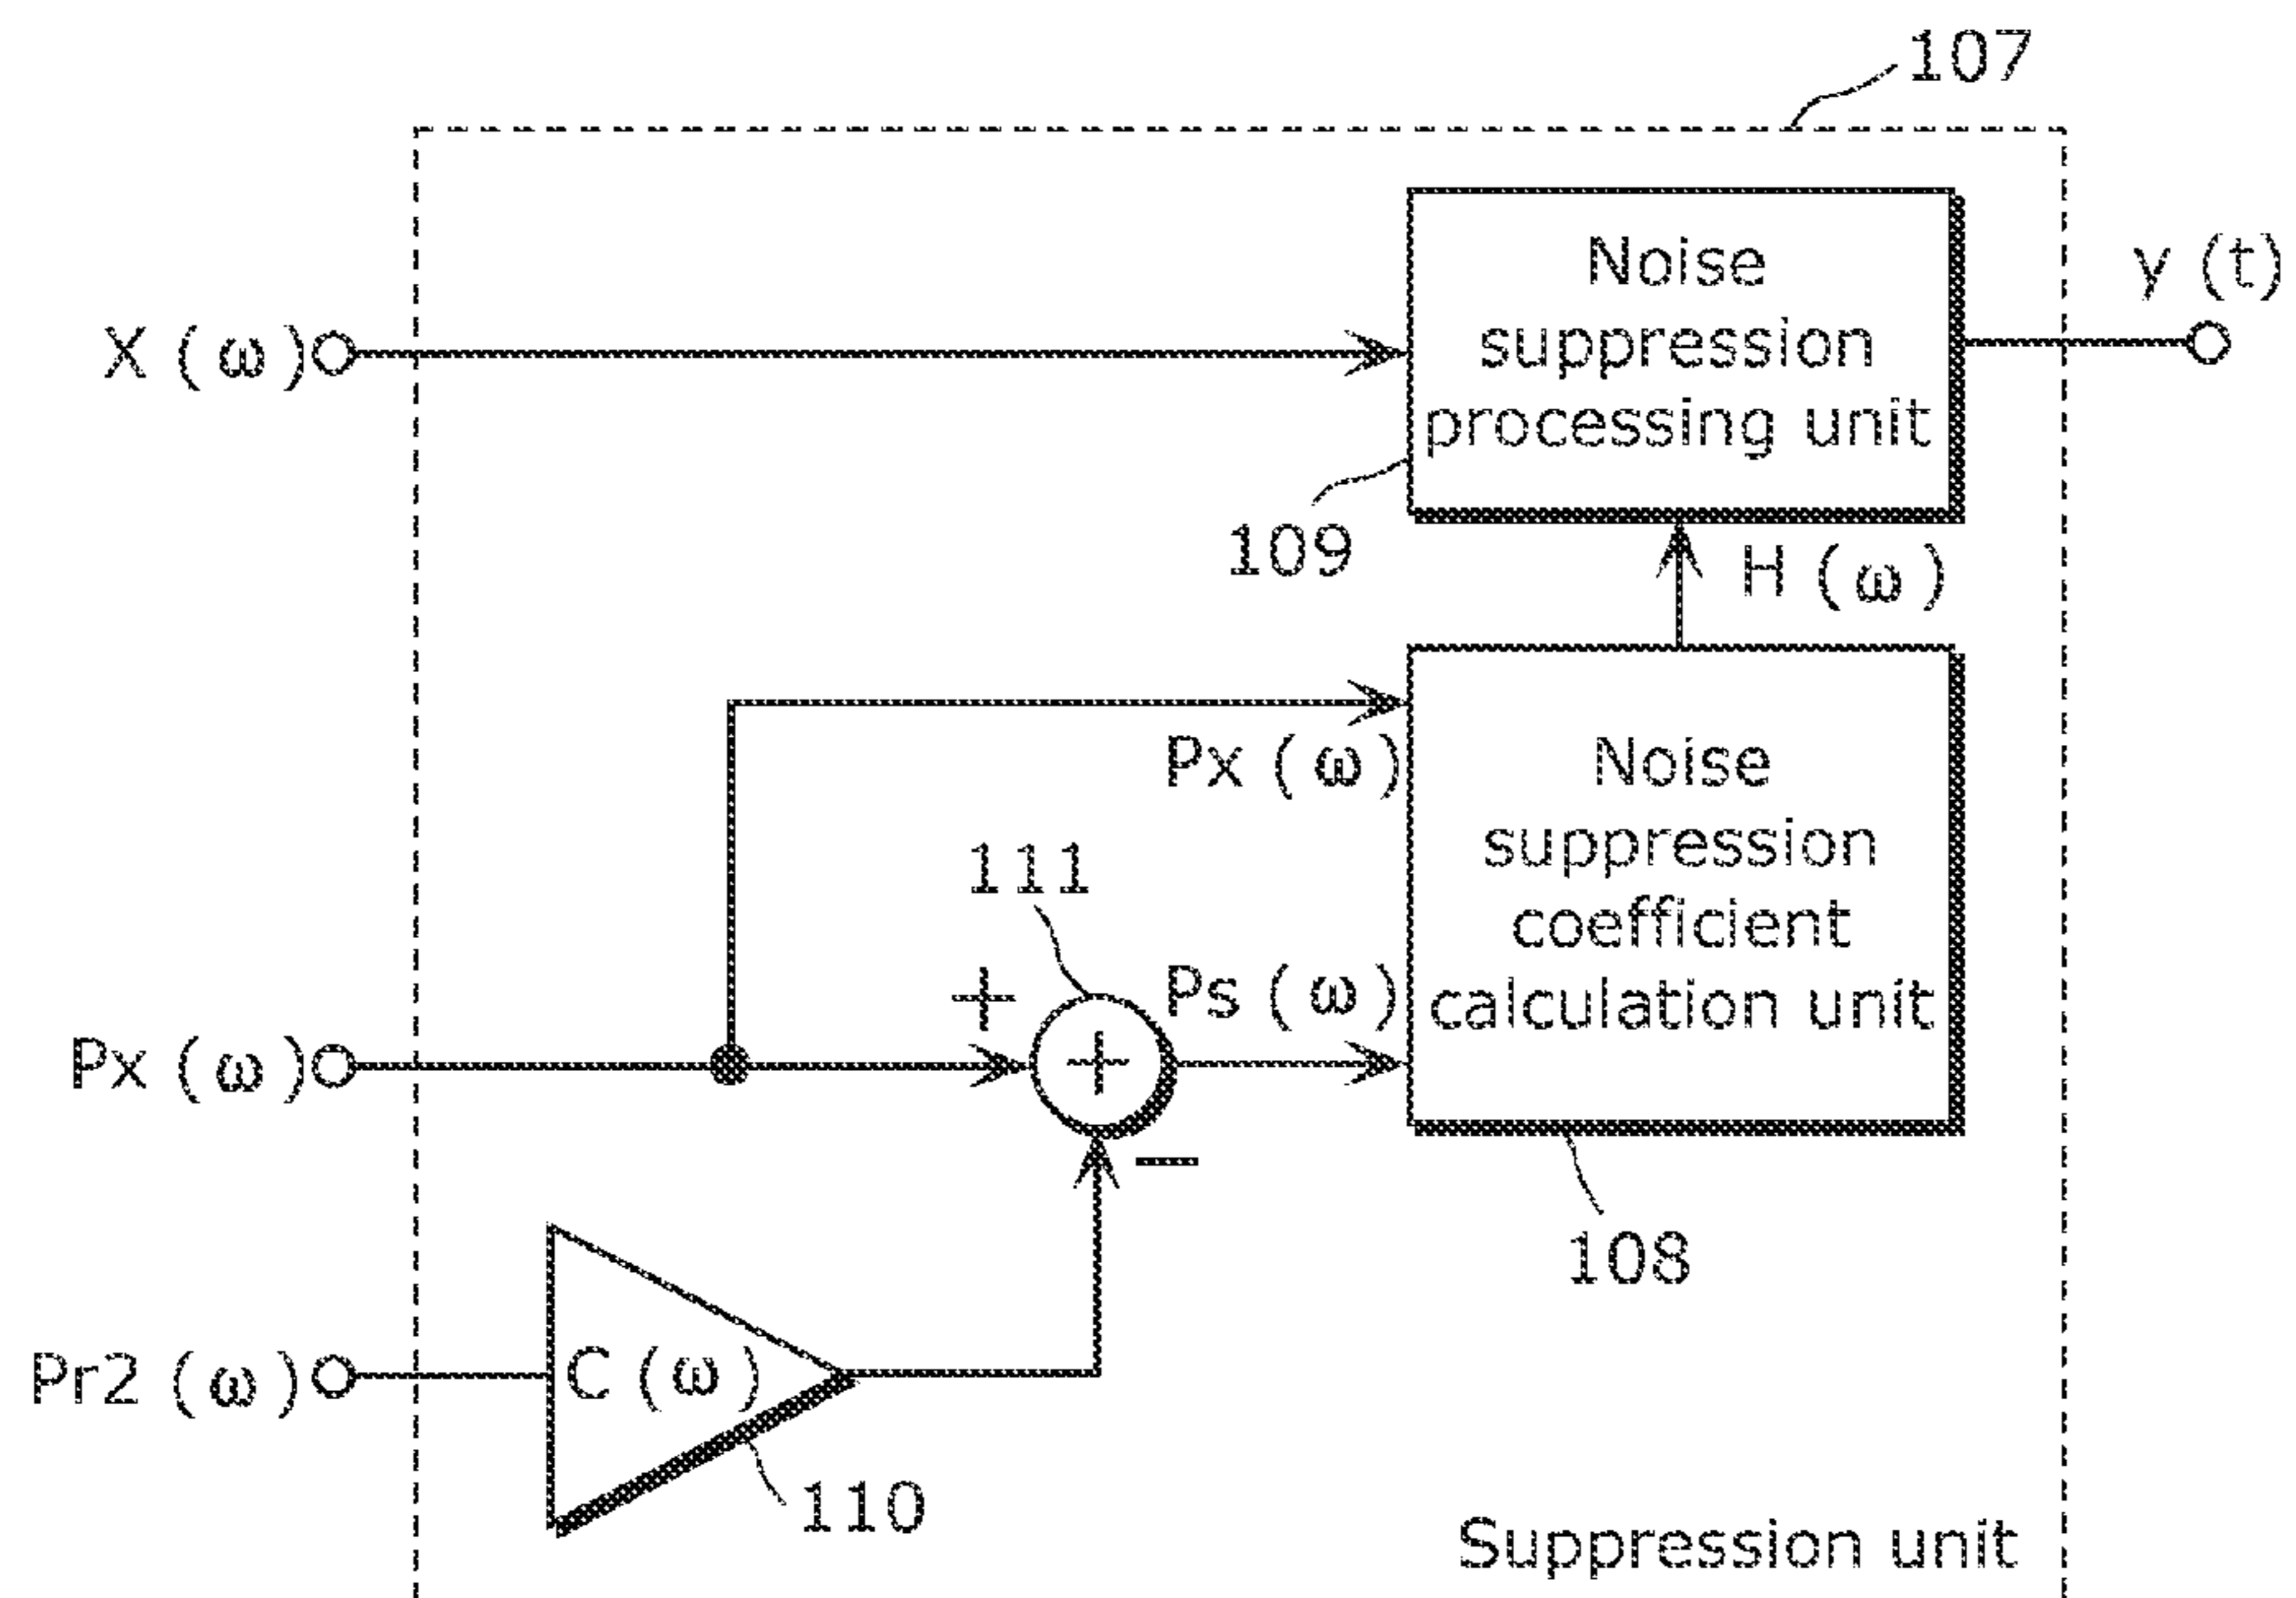 107
Noise
suppression
processing unit
y (t)
X (ω)
109
H (ω)
Px (ω)
Noise
suppression
coefficient
calculation unit
111
+
Ps (ω)
Px (ω)
+
−
108
Pr2 (ω)
C (ω)
110
Suppression unit